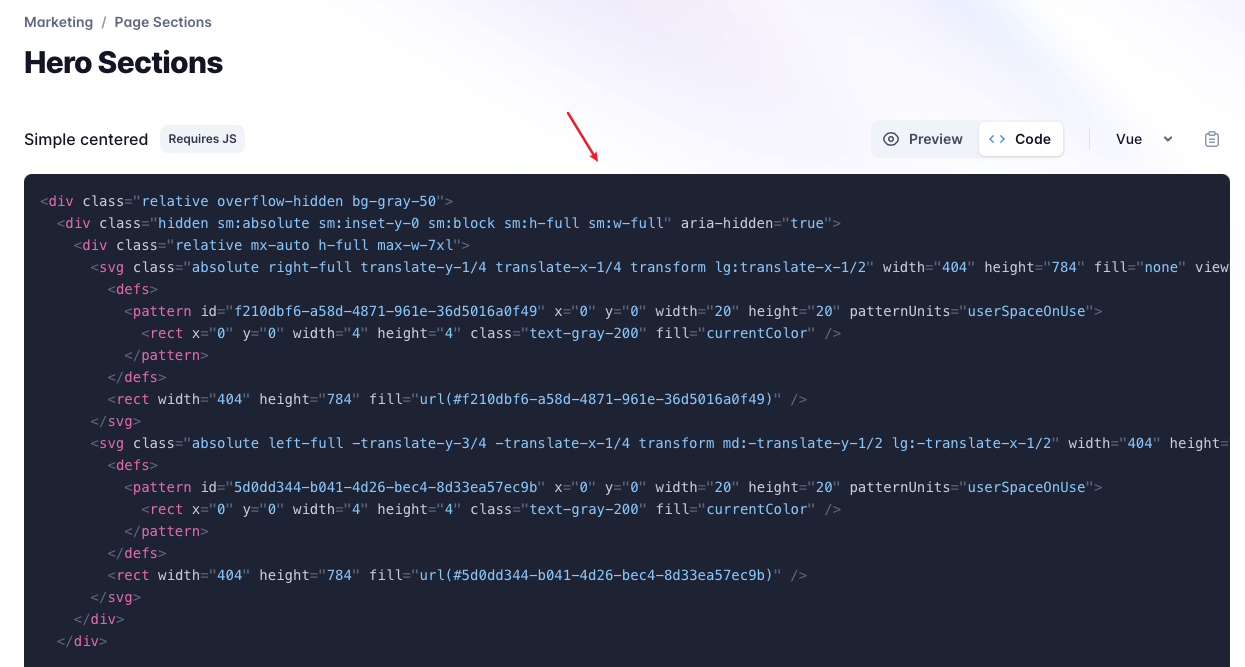 Marketing / Page Sections
Hero Sections
Simple centered Requires JS Preview Code Vue
<div class="relative overflow-hidden bg-gray-50">
<div class="hidden sm:absolute sm:inset-y-0 sm:block sm:h-full sm:w-full" aria-hidden="true">
<div class="relative mx-auto h-full max-w-7xl">
<svg class="absolute right-full translate-y-1/4 translate-x-1/4 transform lg:translate-x-1/2" width="404" height="784" fill="none" view
<defs>
<pattern id="f210dbf6-a58d-4871-961e-36d5016a0f49" x="0" y="0" width="20" height="20" patternUnits="userSpaceOnUse">
<rect x="0" y="0" width="4" height="4" class="text-gray-200" fill="currentColor" />
</pattern>
</defs>
<rect width="404" height="784" fill="url(#f210dbf6-a58d-4871-961e-36d5016a0f49)" />
</svg>
<svg class="absolute left-full -translate-y-3/4 -translate-x-1/4 transform md:-translate-y-1/2 lg:-translate-x-1/2" width="404" height=
<defs>
<pattern id="5d0dd344-b041-4d26-bec4-8d33ea57ec9b" x="0" y="0" width="20" height="20" patternUnits="userSpaceOnUse">
<rect x="0" y="0" width="4" height="4" class="text-gray-200" fill="currentColor" />
</pattern>
</defs>
<rect width="404" height="784" fill="url(#5d0dd344-b041-4d26-bec4-8d33ea57ec9b)" />
</svg>
</div>
</div>